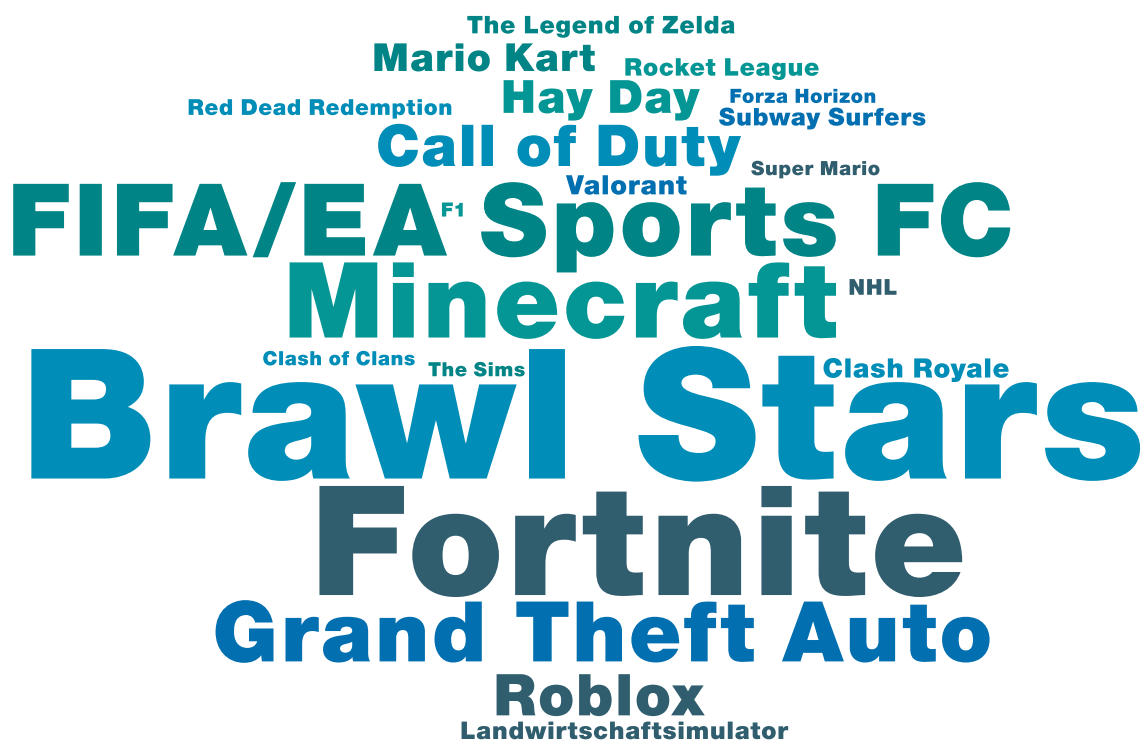 The Legend of Zelda
Mario Kart
Rocket League
Hay Day
Forza Horizon
Red Dead Redemption
Subway Surfers
Call of Duty
Super Mario
Valorant
FIFA/EA Sports FC
F1
Minecraft
NHL
Clash of Clans
The Sims
Clash Royale
Brawl Stars
Fortnite
Grand Theft Auto
Roblox
Landwirtschaftsimulator